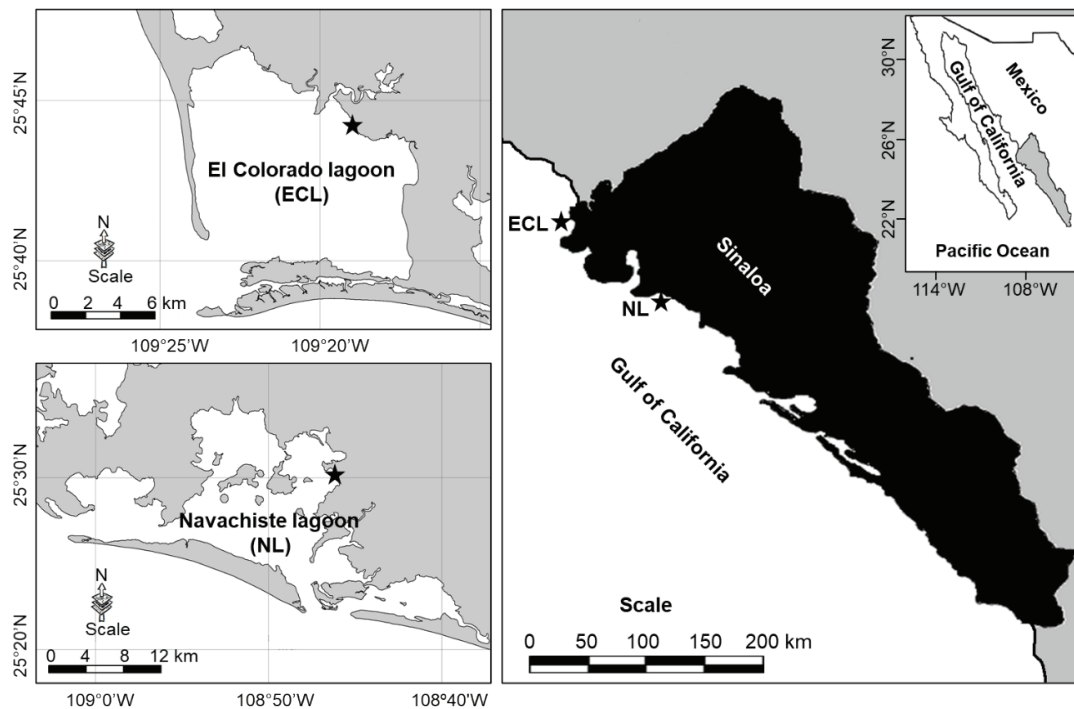 25°45'N
25°40'N
El Colorado lagoon
(ECL)
N
Scale
0 2 4 6 km
109°25'W 109°20'W
25°30'N
25°20'N
Navachiste lagoon
(NL)
N
Scale
0 4 8 12 km
109°0'W 108°50'W 108°40'W
ECL
NL
Sinaloa
Gulf of California
Scale
0 50 100 150 200 km
30°N
26°N
22°N
Gulf of California
Mexico
Pacific Ocean
114°W 108°W